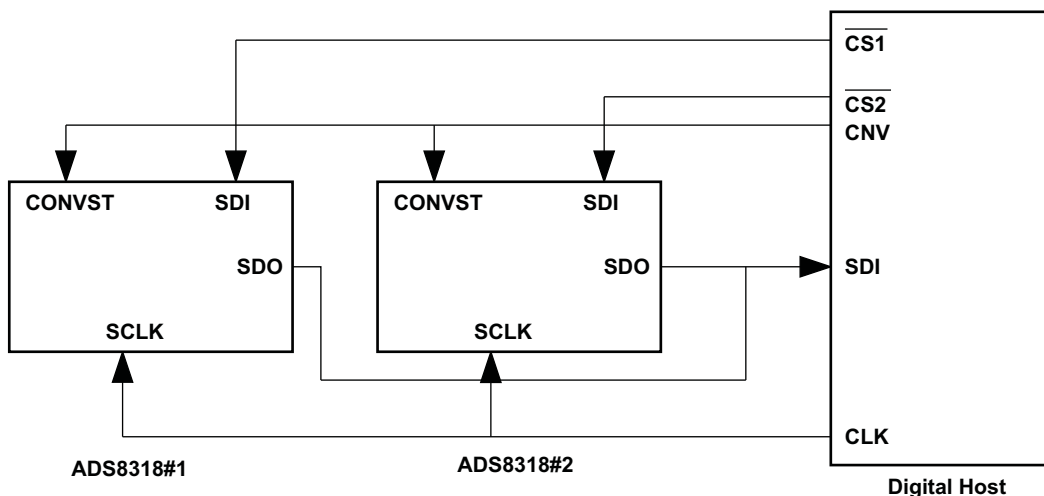 CS1
CS2
CNV
CONVST SDI
CONVST SDI
SDO
SDO
SDI
SCLK
SCLK
CLK
ADS8318#1
ADS8318#2
Digital Host